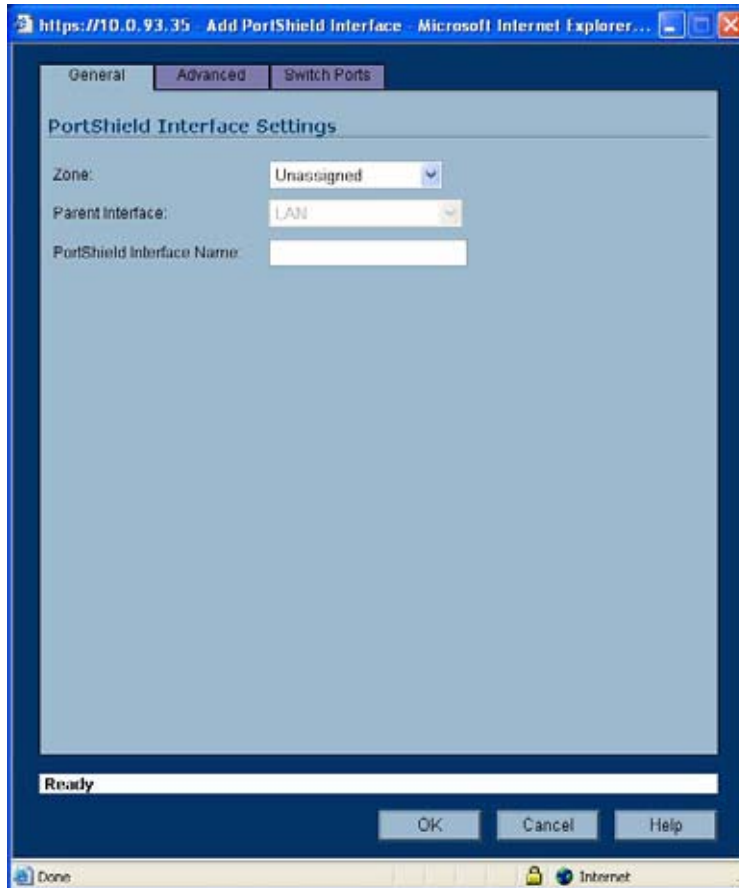 https://10.0.93.35 - Add PortShield Interface - Microsoft Internet Explorer...
General Advanced Switch Ports
PortShield Interface Settings
Zone: Unassigned
Parent Interface: LAN
PortShield Interface Name:
Ready
OK Cancel Help
Done Internet